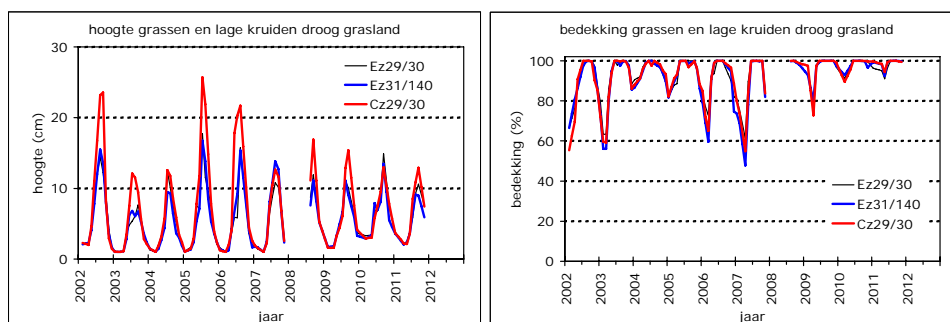 hoogte grassen en lage kruiden droog grasland
30
20
10
0
hoogte (cm)
Ez29/30
Ez31/140
Cz29/30
2002
2003
2004
2005
2006
2007
2008
2009
2010
2011
2012
jaar
bedekking grassen en lage kruiden droog grasland
100
80
60
40
20
0
bedekking (%)
Ez29/30
Ez31/140
Cz29/30
2002
2003
2004
2005
2006
2007
2008
2009
2010
2011
2012
jaar